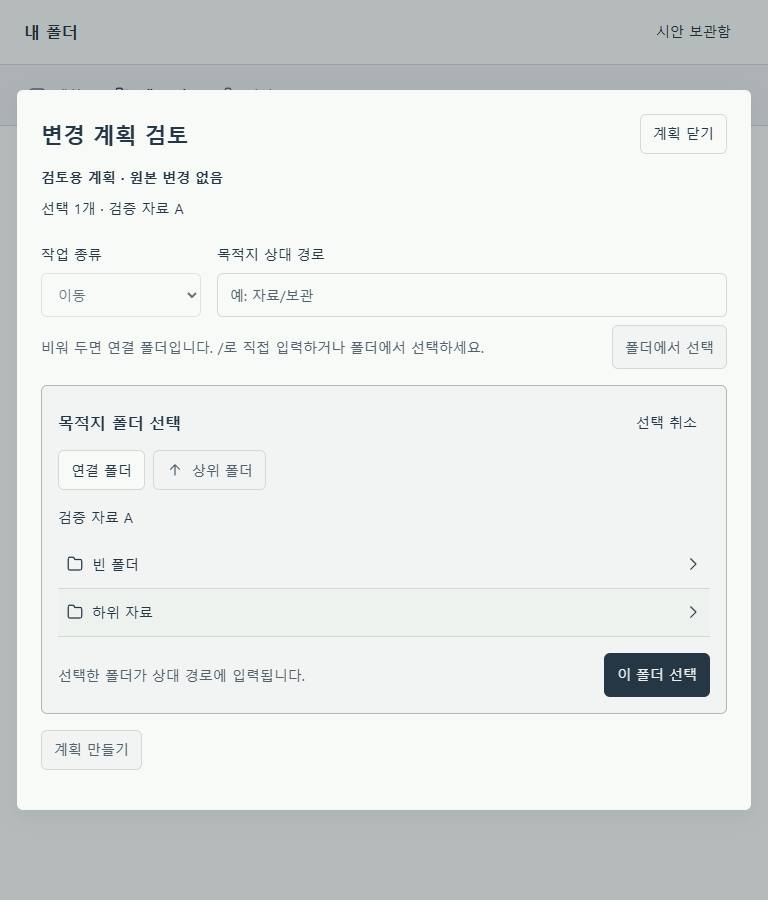 내 폴더
시안 보관함
변경 계획 검토
계획 닫기
검토용 계획 · 원본 변경 없음
선택 1개 · 검증 자료 A
작업 종류
목적지 상대 경로
이동
예: 자료/보관
비워 두면 연결 폴더입니다. /로 직접 입력하거나 폴더에서 선택하세요.
폴더에서 선택
목적지 폴더 선택
선택 취소
연결 폴더
상위 폴더
검증 자료 A
빈 폴더
하위 자료
선택한 폴더가 상대 경로에 입력됩니다.
이 폴더 선택
계획 만들기